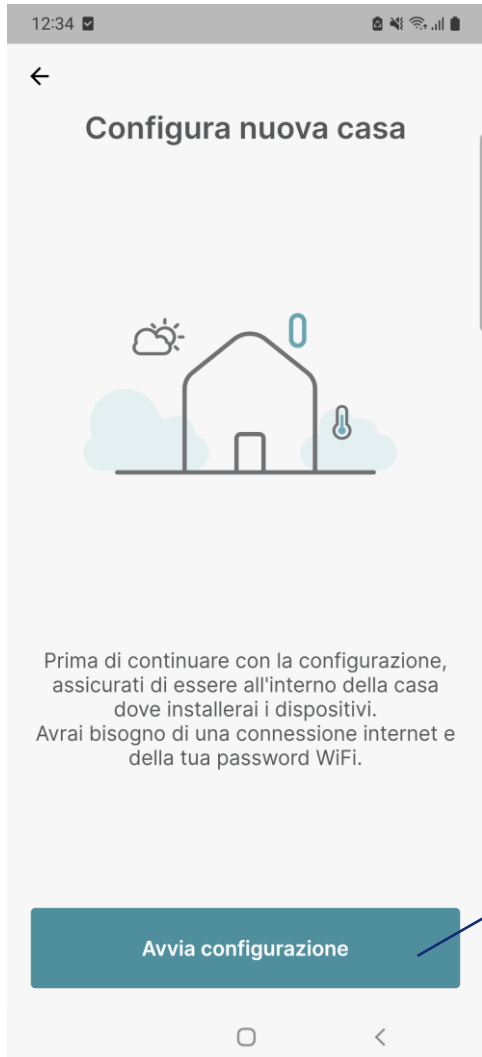 12:34
Configura nuova casa
Prima di continuare con la configurazione,
assicurati di essere all'interno della casa
dove installerai i dispositivi.
Avrai bisogno di una connessione internet e
della tua password WiFi.
Avvia configurazione